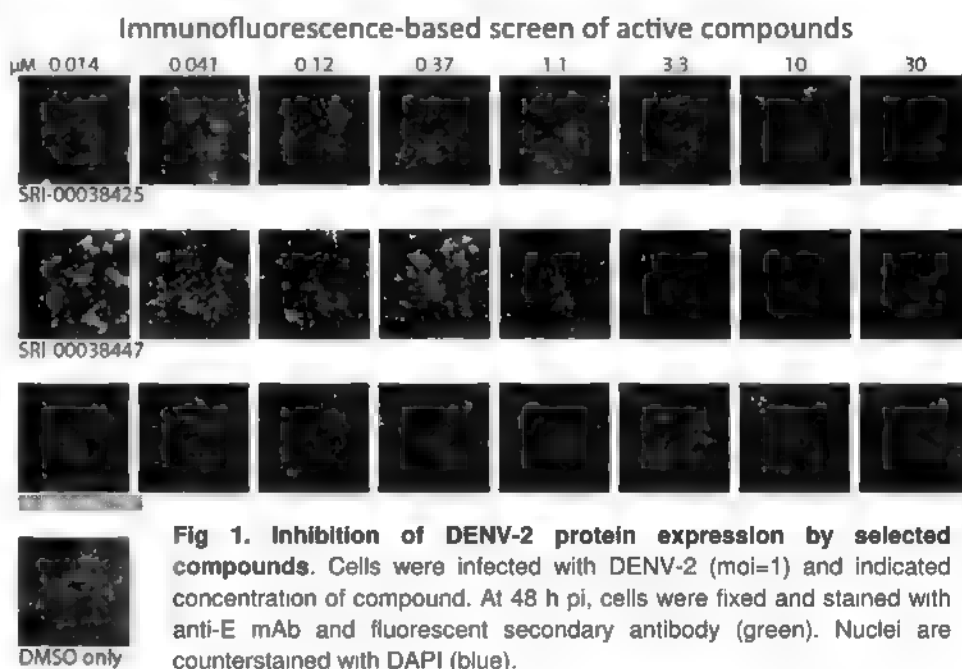 Immunofluorescence-based screen of active compounds
µM 0.014 0.041 0.12 0.37 1.1 3.3 10 30
SRI-00038425
SRI-00038447
Fig 1. Inhibition of DENV-2 protein expression by selected
compounds. Cells were infected with DENV-2 (moi=1) and indicated
concentration of compound. At 48 h pi, cells were fixed and stained with
anti-E mAb and fluorescent secondary antibody (green). Nuclei are
counterstained with DAPI (blue).
DMSO only